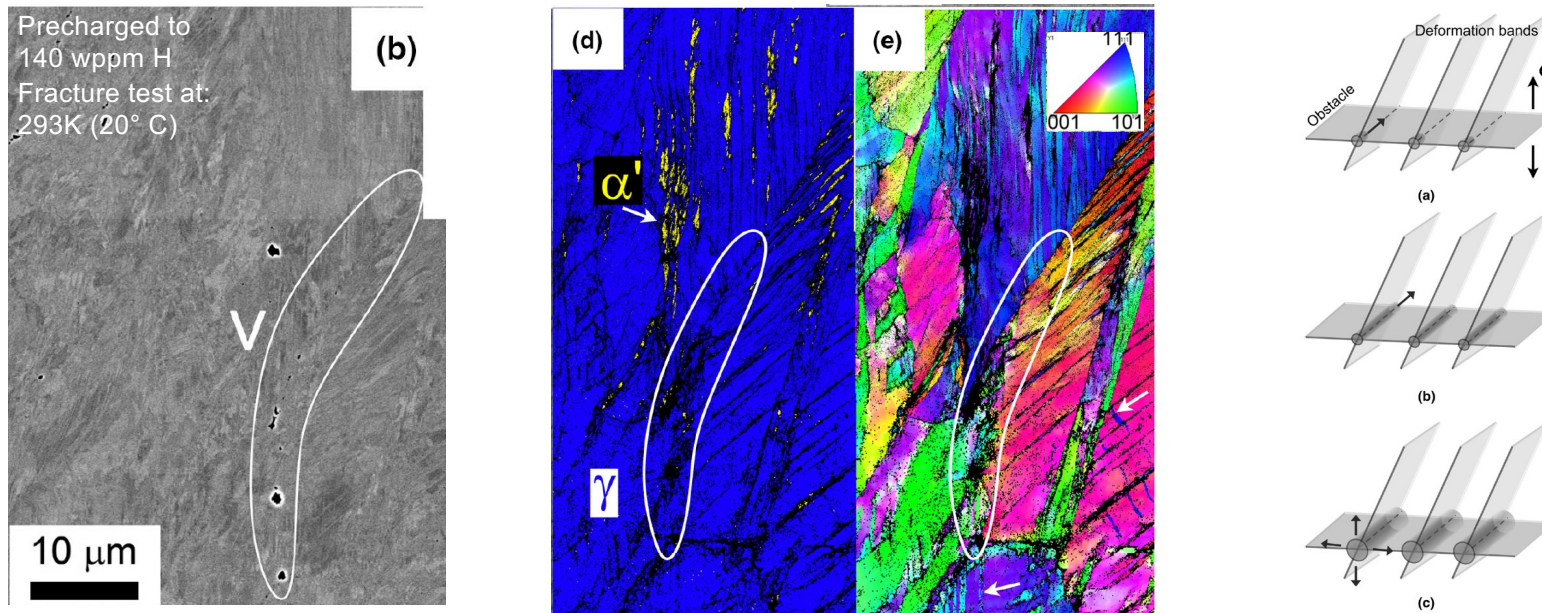 Precharged to
140 wppm H
Fracture test at:
293K (20° C)
(b)
V
10 μm
(d)
α'
γ
(e)
111
001
101
Deformation bands
Obstacle
(a)
(b)
(c)